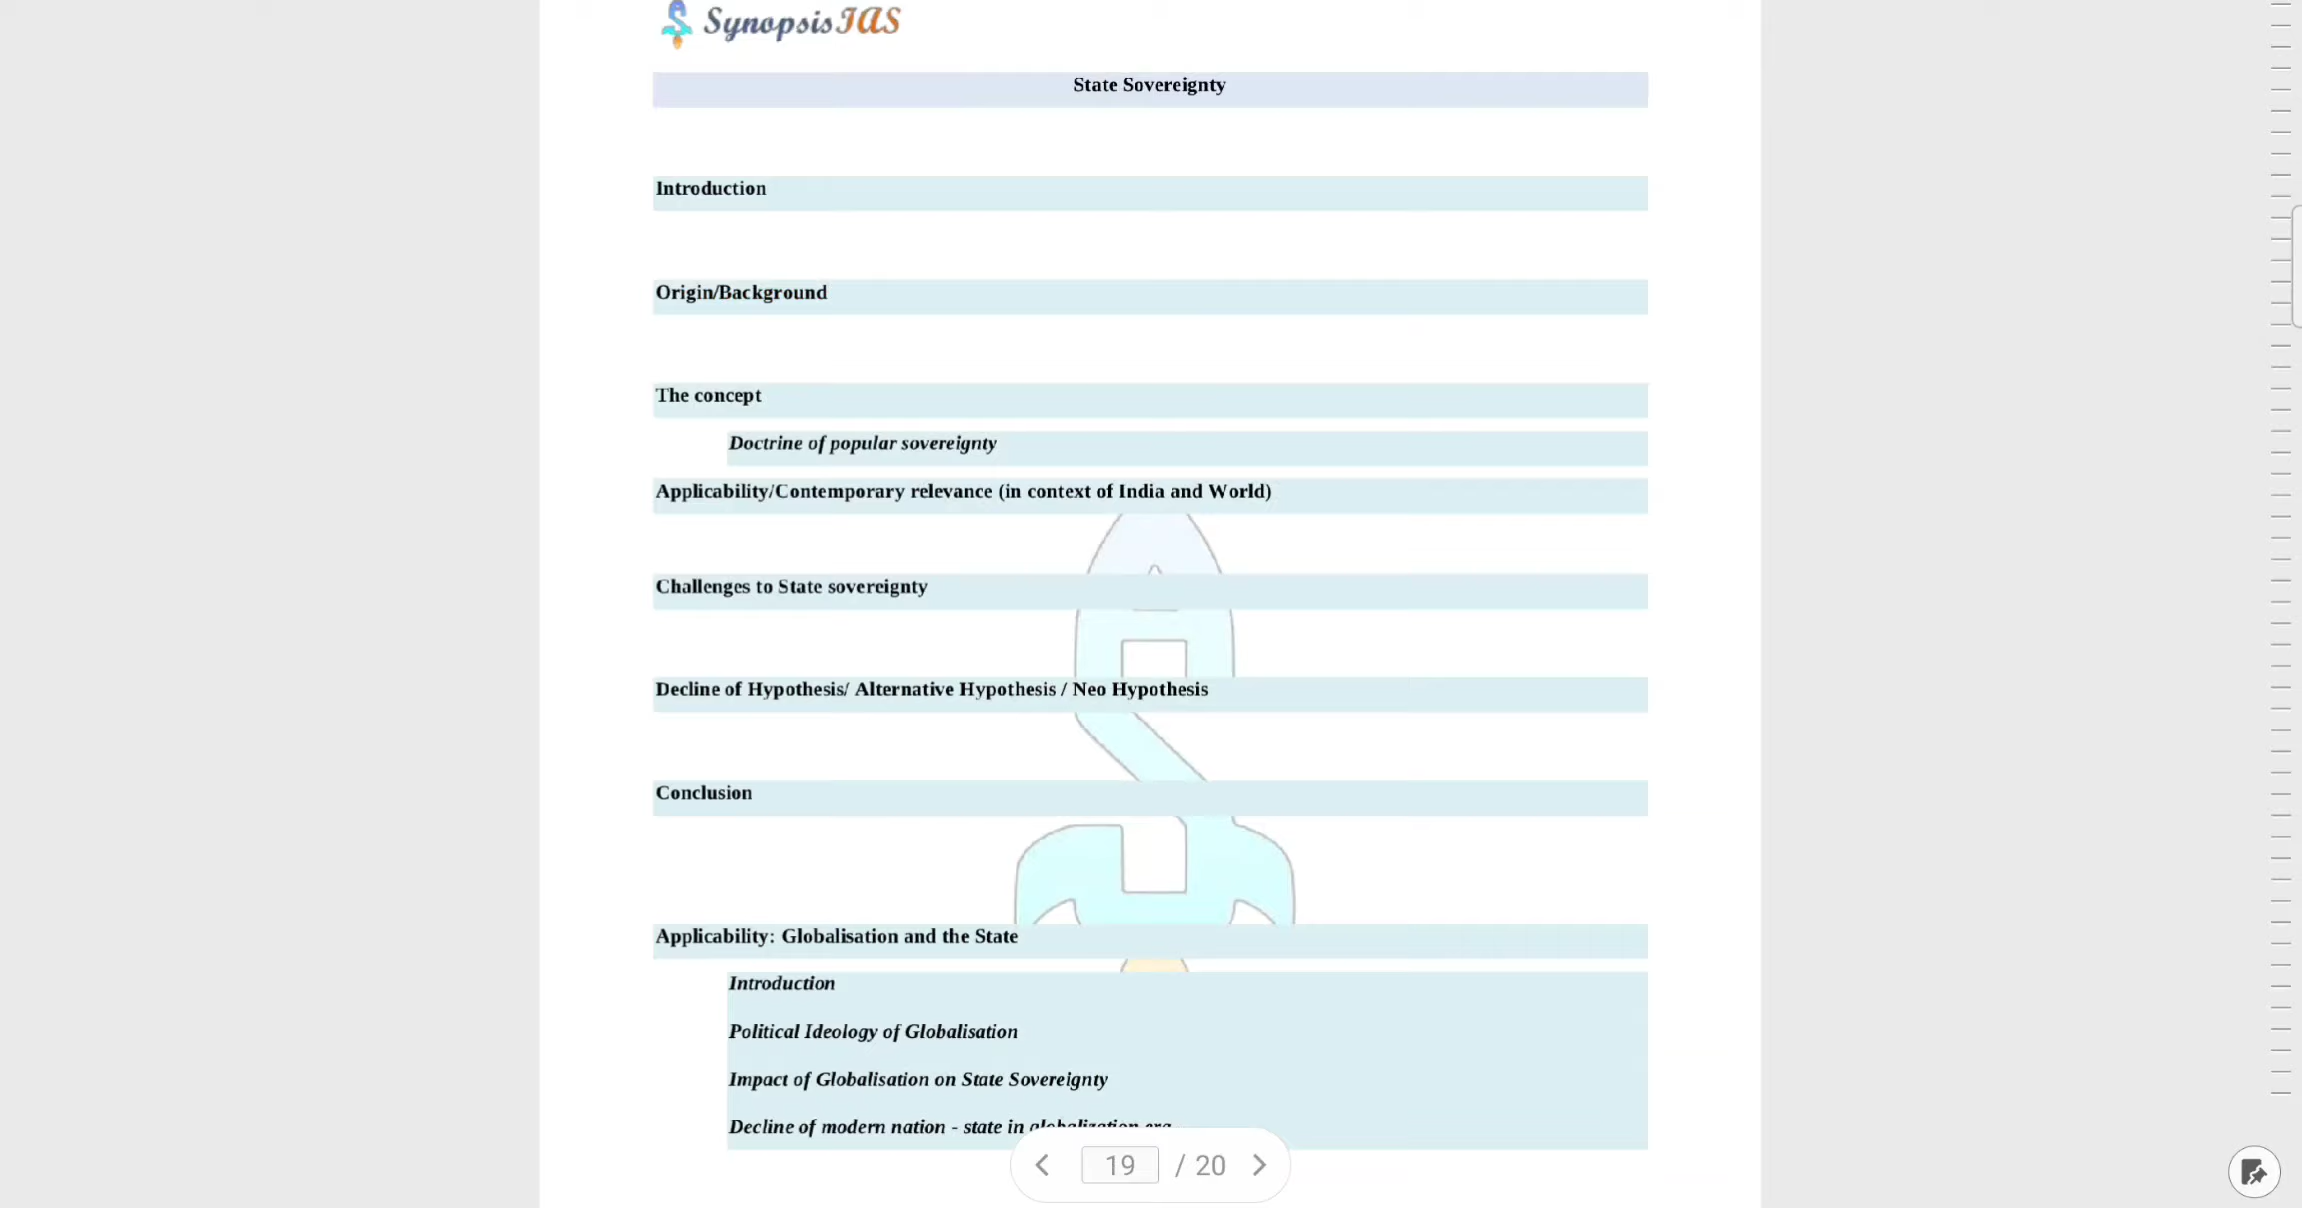 SynopsisIAS
State Sovereignty
Introduction
Origin/Background
The concept
Doctrine of popular sovereignty
Applicability/Contemporary relevance (in context of India and World)
Challenges to State sovereignty
Decline of Hypothesis/ Alternative Hypothesis / Neo Hypothesis
Conclusion
Applicability: Globalisation and the State
Introduction
Political Ideology of Globalisation
Impact of Globalisation on State Sovereignty
Decline of modern nation - state in globalization era
19 / 20